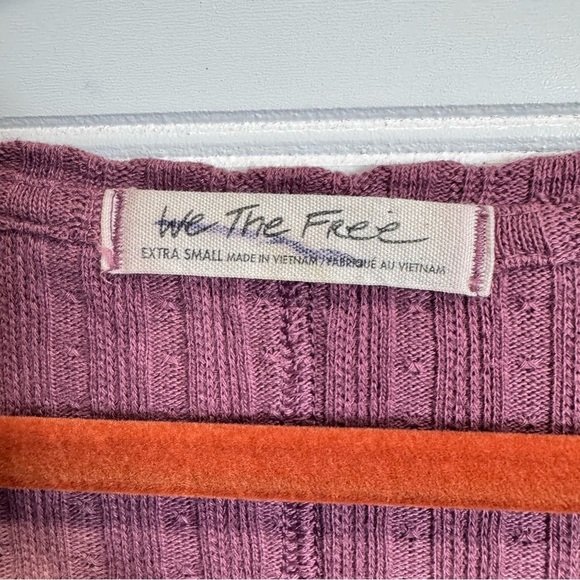 We The Free
EXTRA SMALL MADE IN VIETNAM / FABRIQUÉ AU VIETNAM